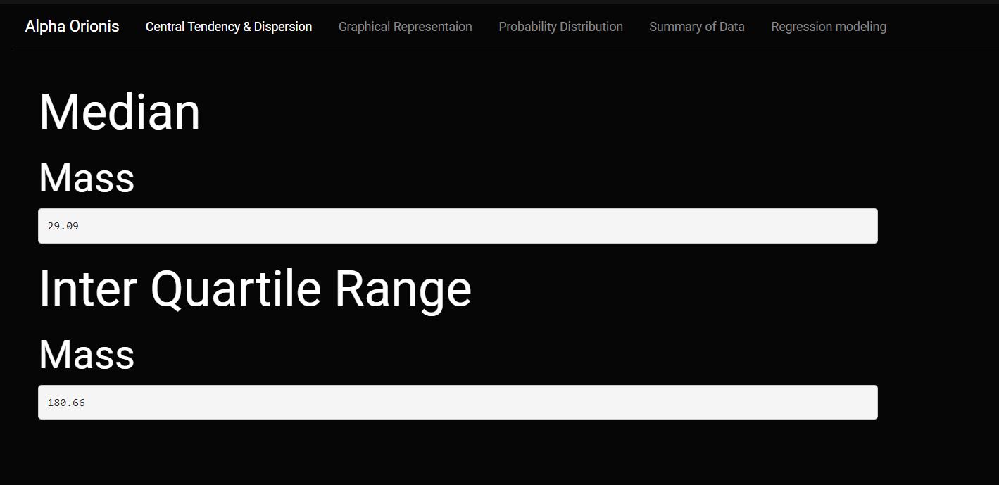 Alpha Orionis Central Tendency & Dispersion Graphical Representaion Probability Distribution Summary of Data Regression modeling
Median
Mass
29.09
Inter Quartile Range
Mass
180.66